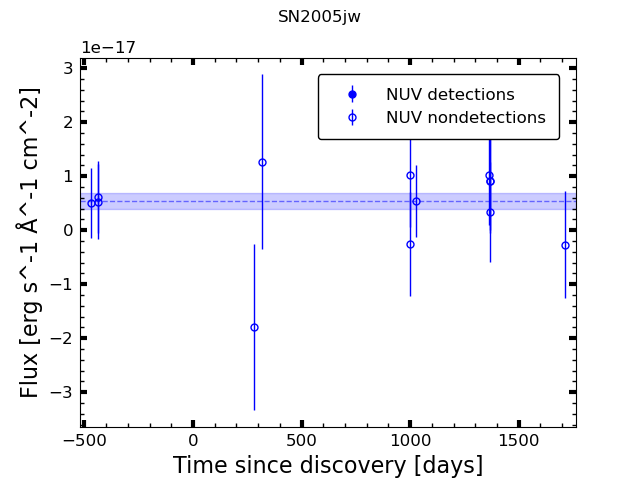 SN2005jw
1e−17
Flux [erg s^-1 Å^-1 cm^-2]
3
2
1
0
−1
−2
−3
NUV detections
NUV nondetections
−500
0
500
1000
1500
Time since discovery [days]